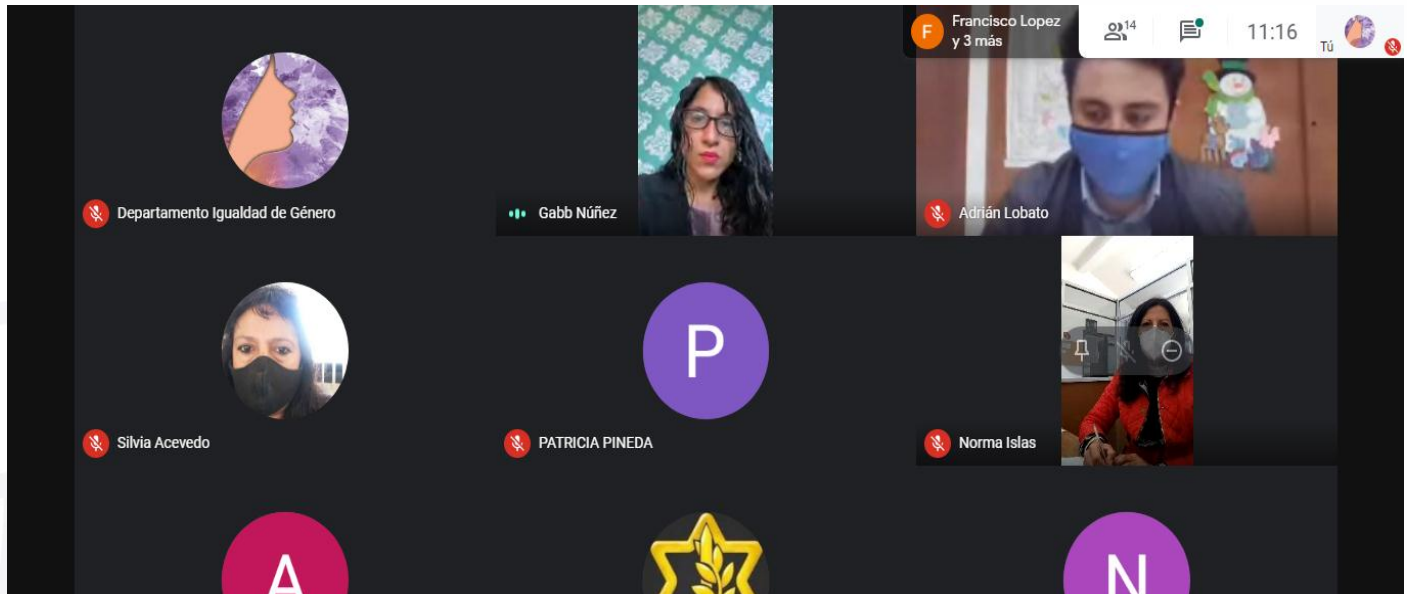 Francisco Lopez
F
y 3 más
14
11:16
Tú
Departamento Igualdad de Género
Gabb Núñez
Adrián Lobato
P
Silvia Acevedo
PATRICIA PINEDA
Norma Islas
A
N